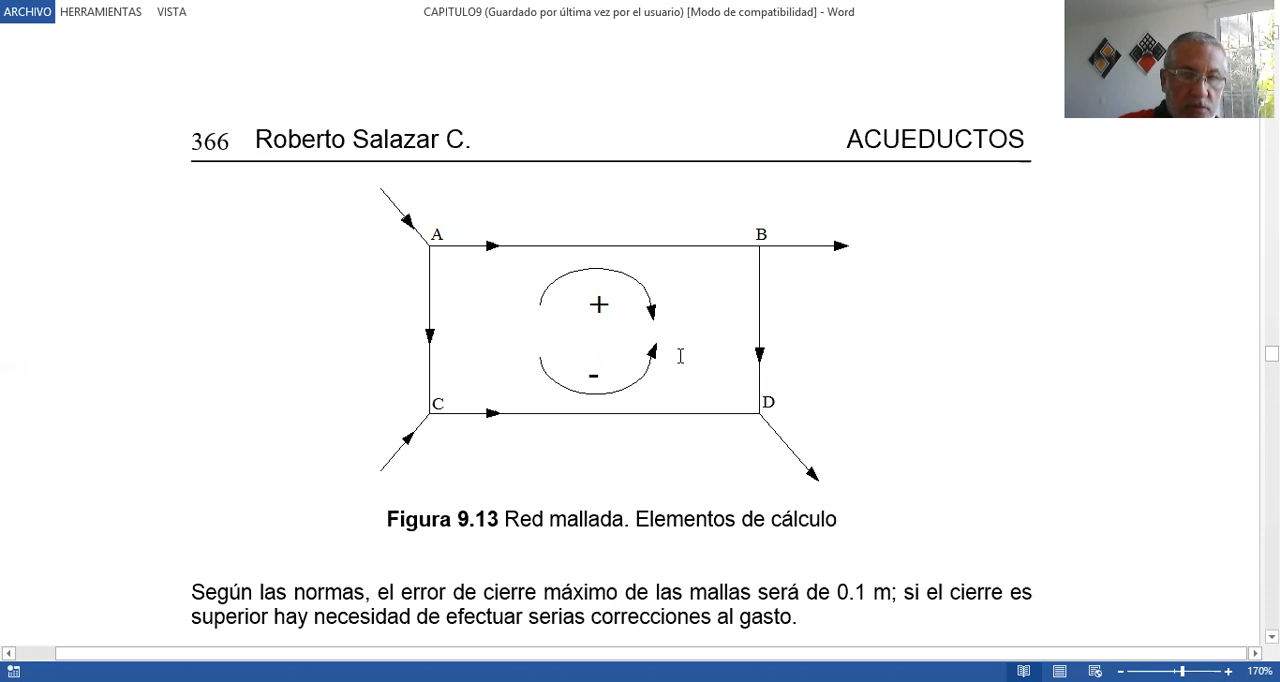 ARCHIVO HERRAMIENTAS VISTA CAPITULO9 (Guardado por última vez por el usuario) [Modo de compatibilidad] - Word
366 Roberto Salazar C. ACUEDUCTOS
A B
+
-
C D
Figura 9.13 Red mallada. Elementos de cálculo
Según las normas, el error de cierre máximo de las mallas será de 0.1 m; si el cierre es
superior hay necesidad de efectuar serias correcciones al gasto.
170%